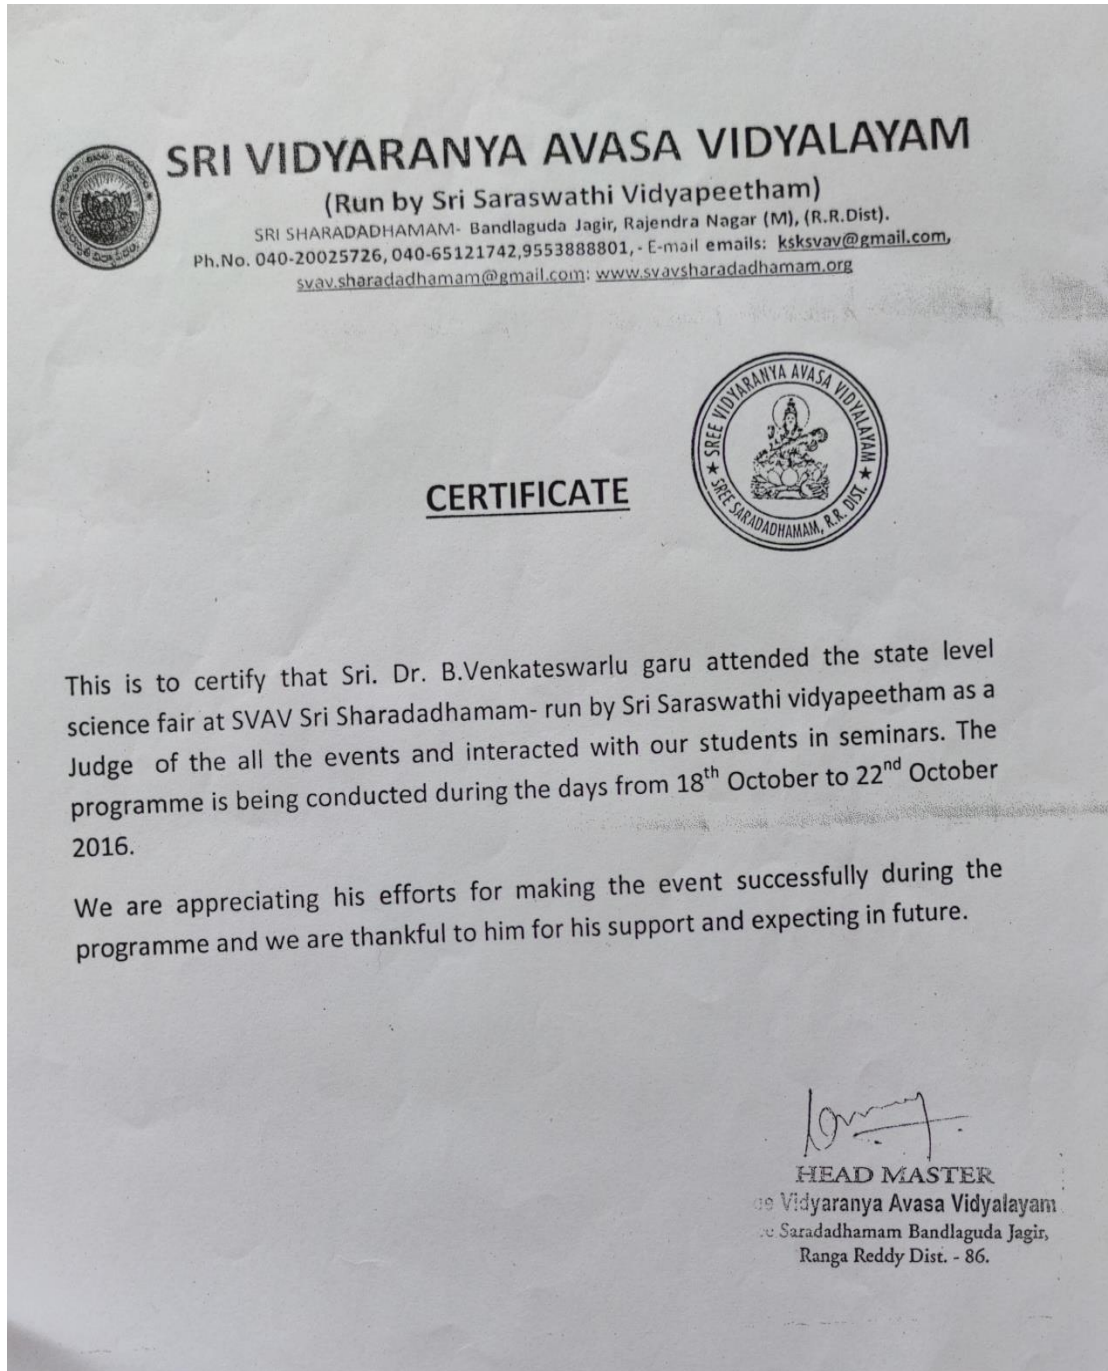 SRI VIDYARANYA AVASA VIDYALAYAM
(Run by Sri Saraswathi Vidyapeetham)
SRI SHARADADHAMAM- Bandlaguda Jagir, Rajendra Nagar (M), (R.R.Dist).
Ph.No. 040-20025726, 040-65121742,9553888801,- E-mail emails: ksksvav@gmail.com,
svav.sharadadhamam@gmail.com: www.svavsharadadhamam.org
SREE VIDYARANYA AVASA VIDYALAYAM
★ SREE SARADADHAMAM, R.R. DIST. ★
CERTIFICATE
This is to certify that Sri. Dr. B.Venkateswarlu garu attended the state level
science fair at SVAV Sri Sharadadhamam- run by Sri Saraswathi vidyapeetham as a
Judge of the all the events and interacted with our students in seminars. The
programme is being conducted during the days from 18th October to 22nd October
2016.
We are appreciating his efforts for making the event successfully during the
programme and we are thankful to him for his support and expecting in future.
HEAD MASTER
Vidyaranya Avasa Vidyalayam
Saradadhamam Bandlaguda Jagir,
Ranga Reddy Dist. - 86.